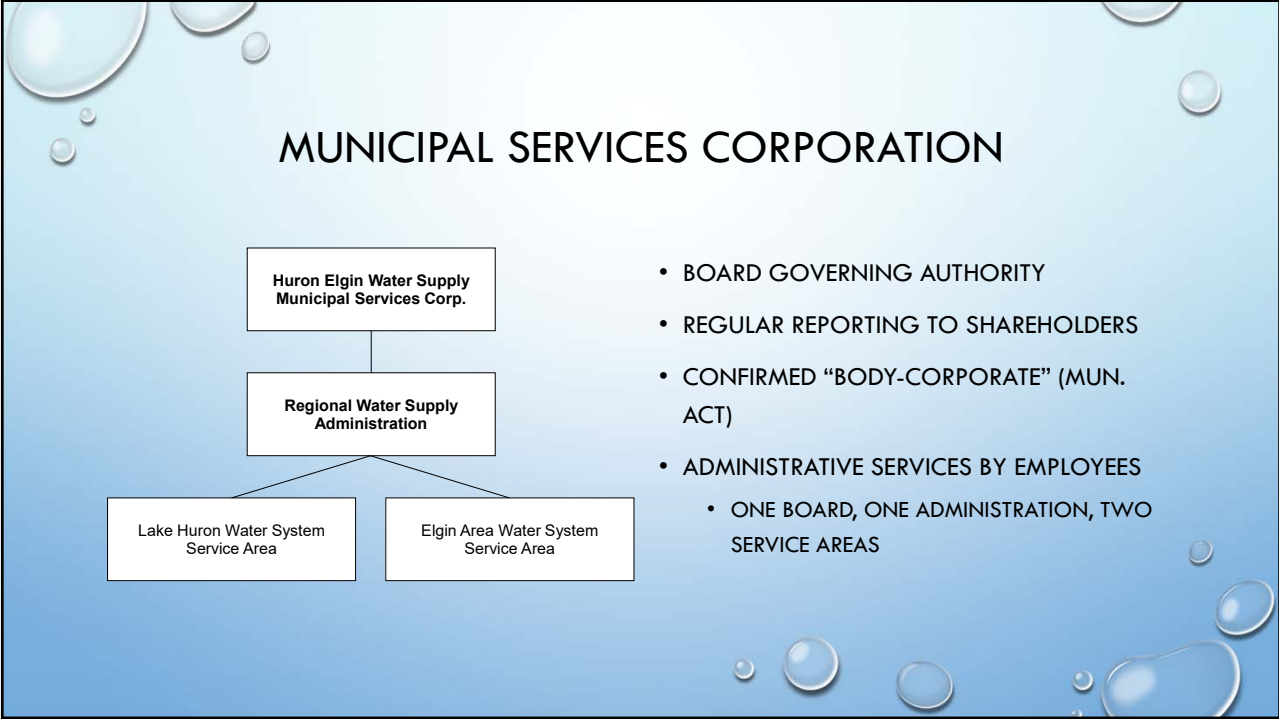 MUNICIPAL SERVICES CORPORATION
Huron Elgin Water Supply
Municipal Services Corp.
Regional Water Supply
Administration
Lake Huron Water System
Service Area
Elgin Area Water System
Service Area
• BOARD GOVERNING AUTHORITY
• REGULAR REPORTING TO SHAREHOLDERS
• CONFIRMED “BODY-CORPORATE” (MUN.
ACT)
• ADMINISTRATIVE SERVICES BY EMPLOYEES
• ONE BOARD, ONE ADMINISTRATION, TWO
SERVICE AREAS